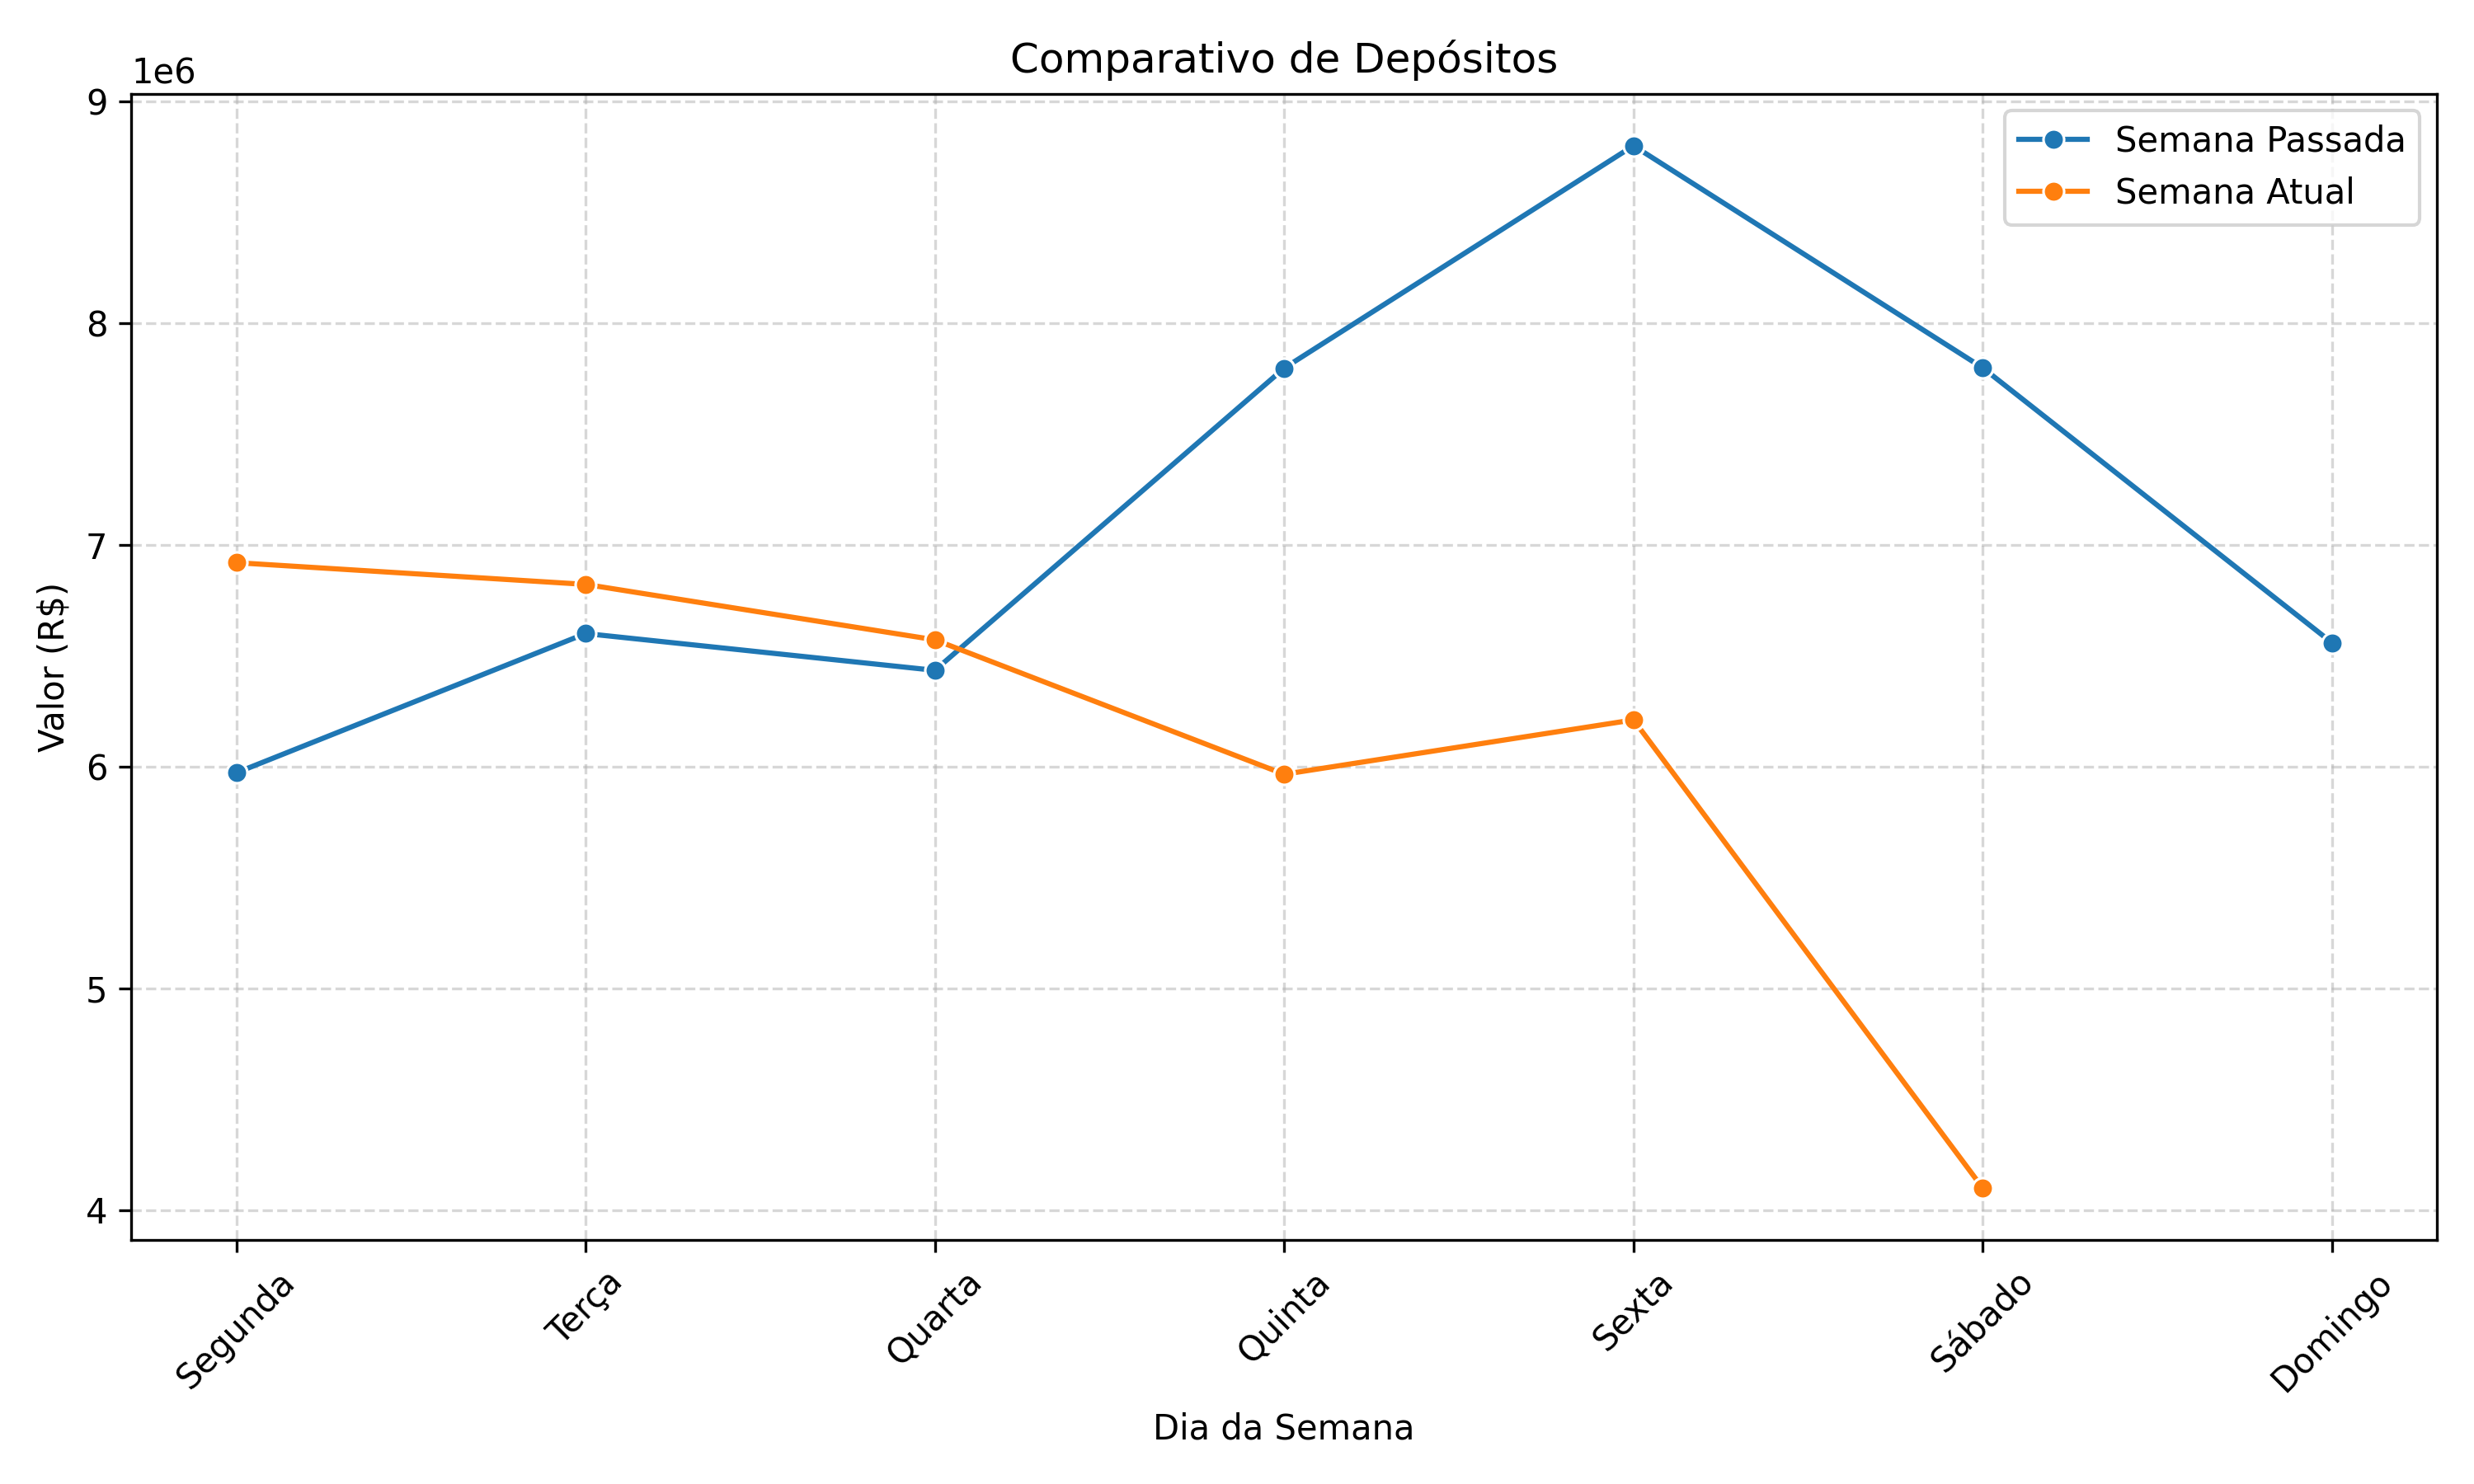 Comparativo de Depósitos
1e6
9
8
7
6
5
4
Valor (R$)
Semana Passada
Semana Atual
Segunda
Terça
Quarta
Quinta
Sexta
Sábado
Domingo
Dia da Semana